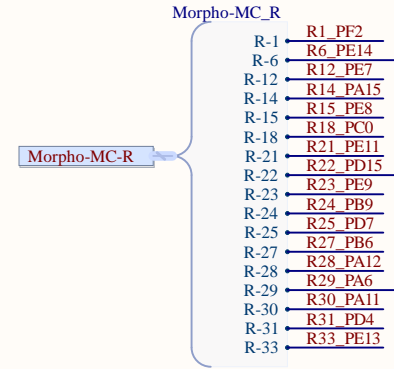 Morpho-MC_R
R-1 R1_PF2
R-6 R6_PE14
R-12 R12_PE7
R-14 R14_PA15
R-15 R15_PE8
R-18 R18_PC0
R-21 R21_PE11
Morpho-MC-R
R-22 R22_PD15
R-23 R23_PE9
R-24 R24_PB9
R-25 R25_PD7
R-27 R27_PB6
R-28 R28_PA12
R-29 R29_PA6
R-30 R30_PA11
R-31 R31_PD4
R-33 R33_PE13